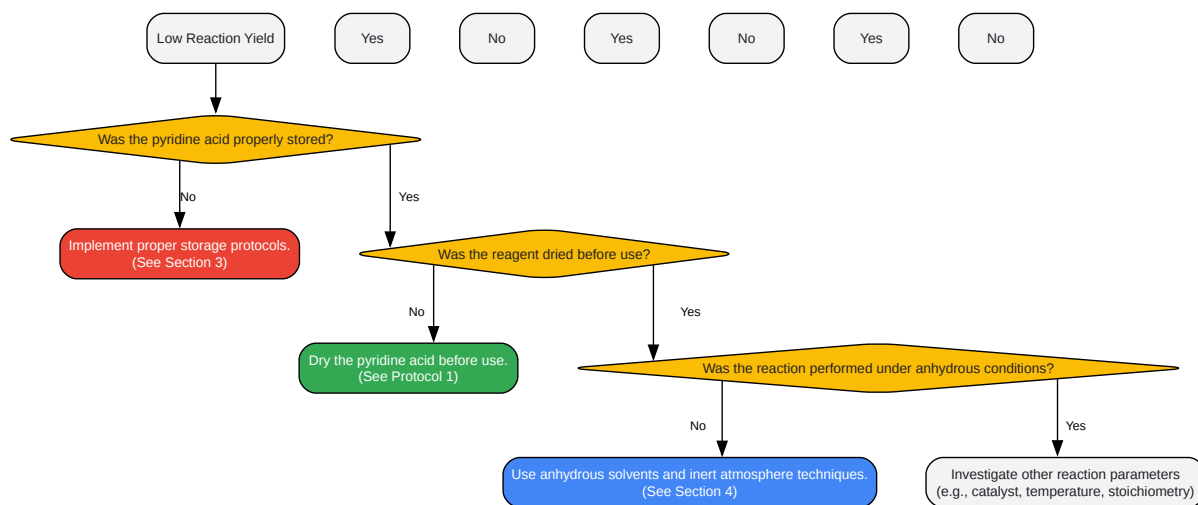 Low Reaction Yield
Yes
No
Yes
No
Yes
No
Was the pyridine acid properly stored?
No
Yes
Implement proper storage protocols.
(See Section 3)
Was the reagent dried before use?
No
Yes
Dry the pyridine acid before use.
(See Protocol 1)
Was the reaction performed under anhydrous conditions?
No
Yes
Use anhydrous solvents and inert atmosphere techniques.
(See Section 4)
Investigate other reaction parameters
(e.g., catalyst, temperature, stoichiometry)